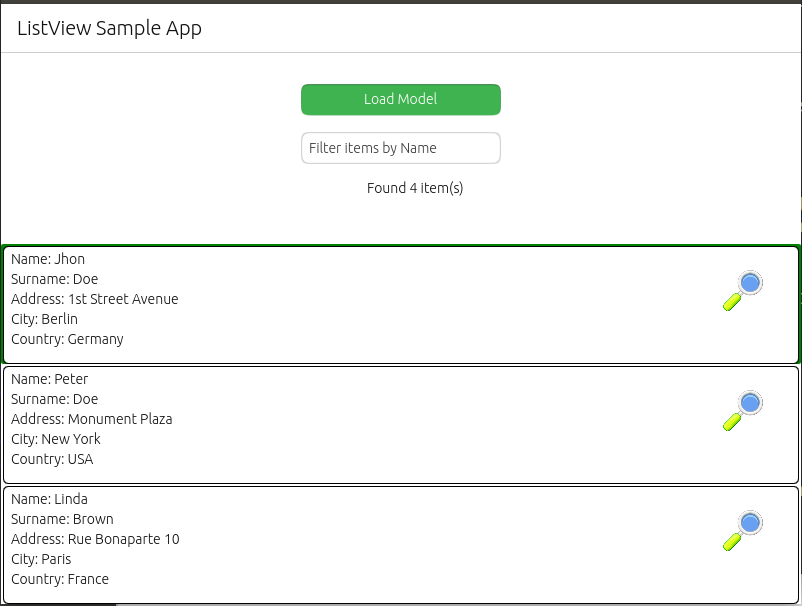 ListView Sample App
Load Model
Filter items by Name
Found 4 item(s)
Name: Jhon
Surname: Doe
Address: 1st Street Avenue
City: Berlin
Country: Germany
Name: Peter
Surname: Doe
Address: Monument Plaza
City: New York
Country: USA
Name: Linda
Surname: Brown
Address: Rue Bonaparte 10
City: Paris
Country: France